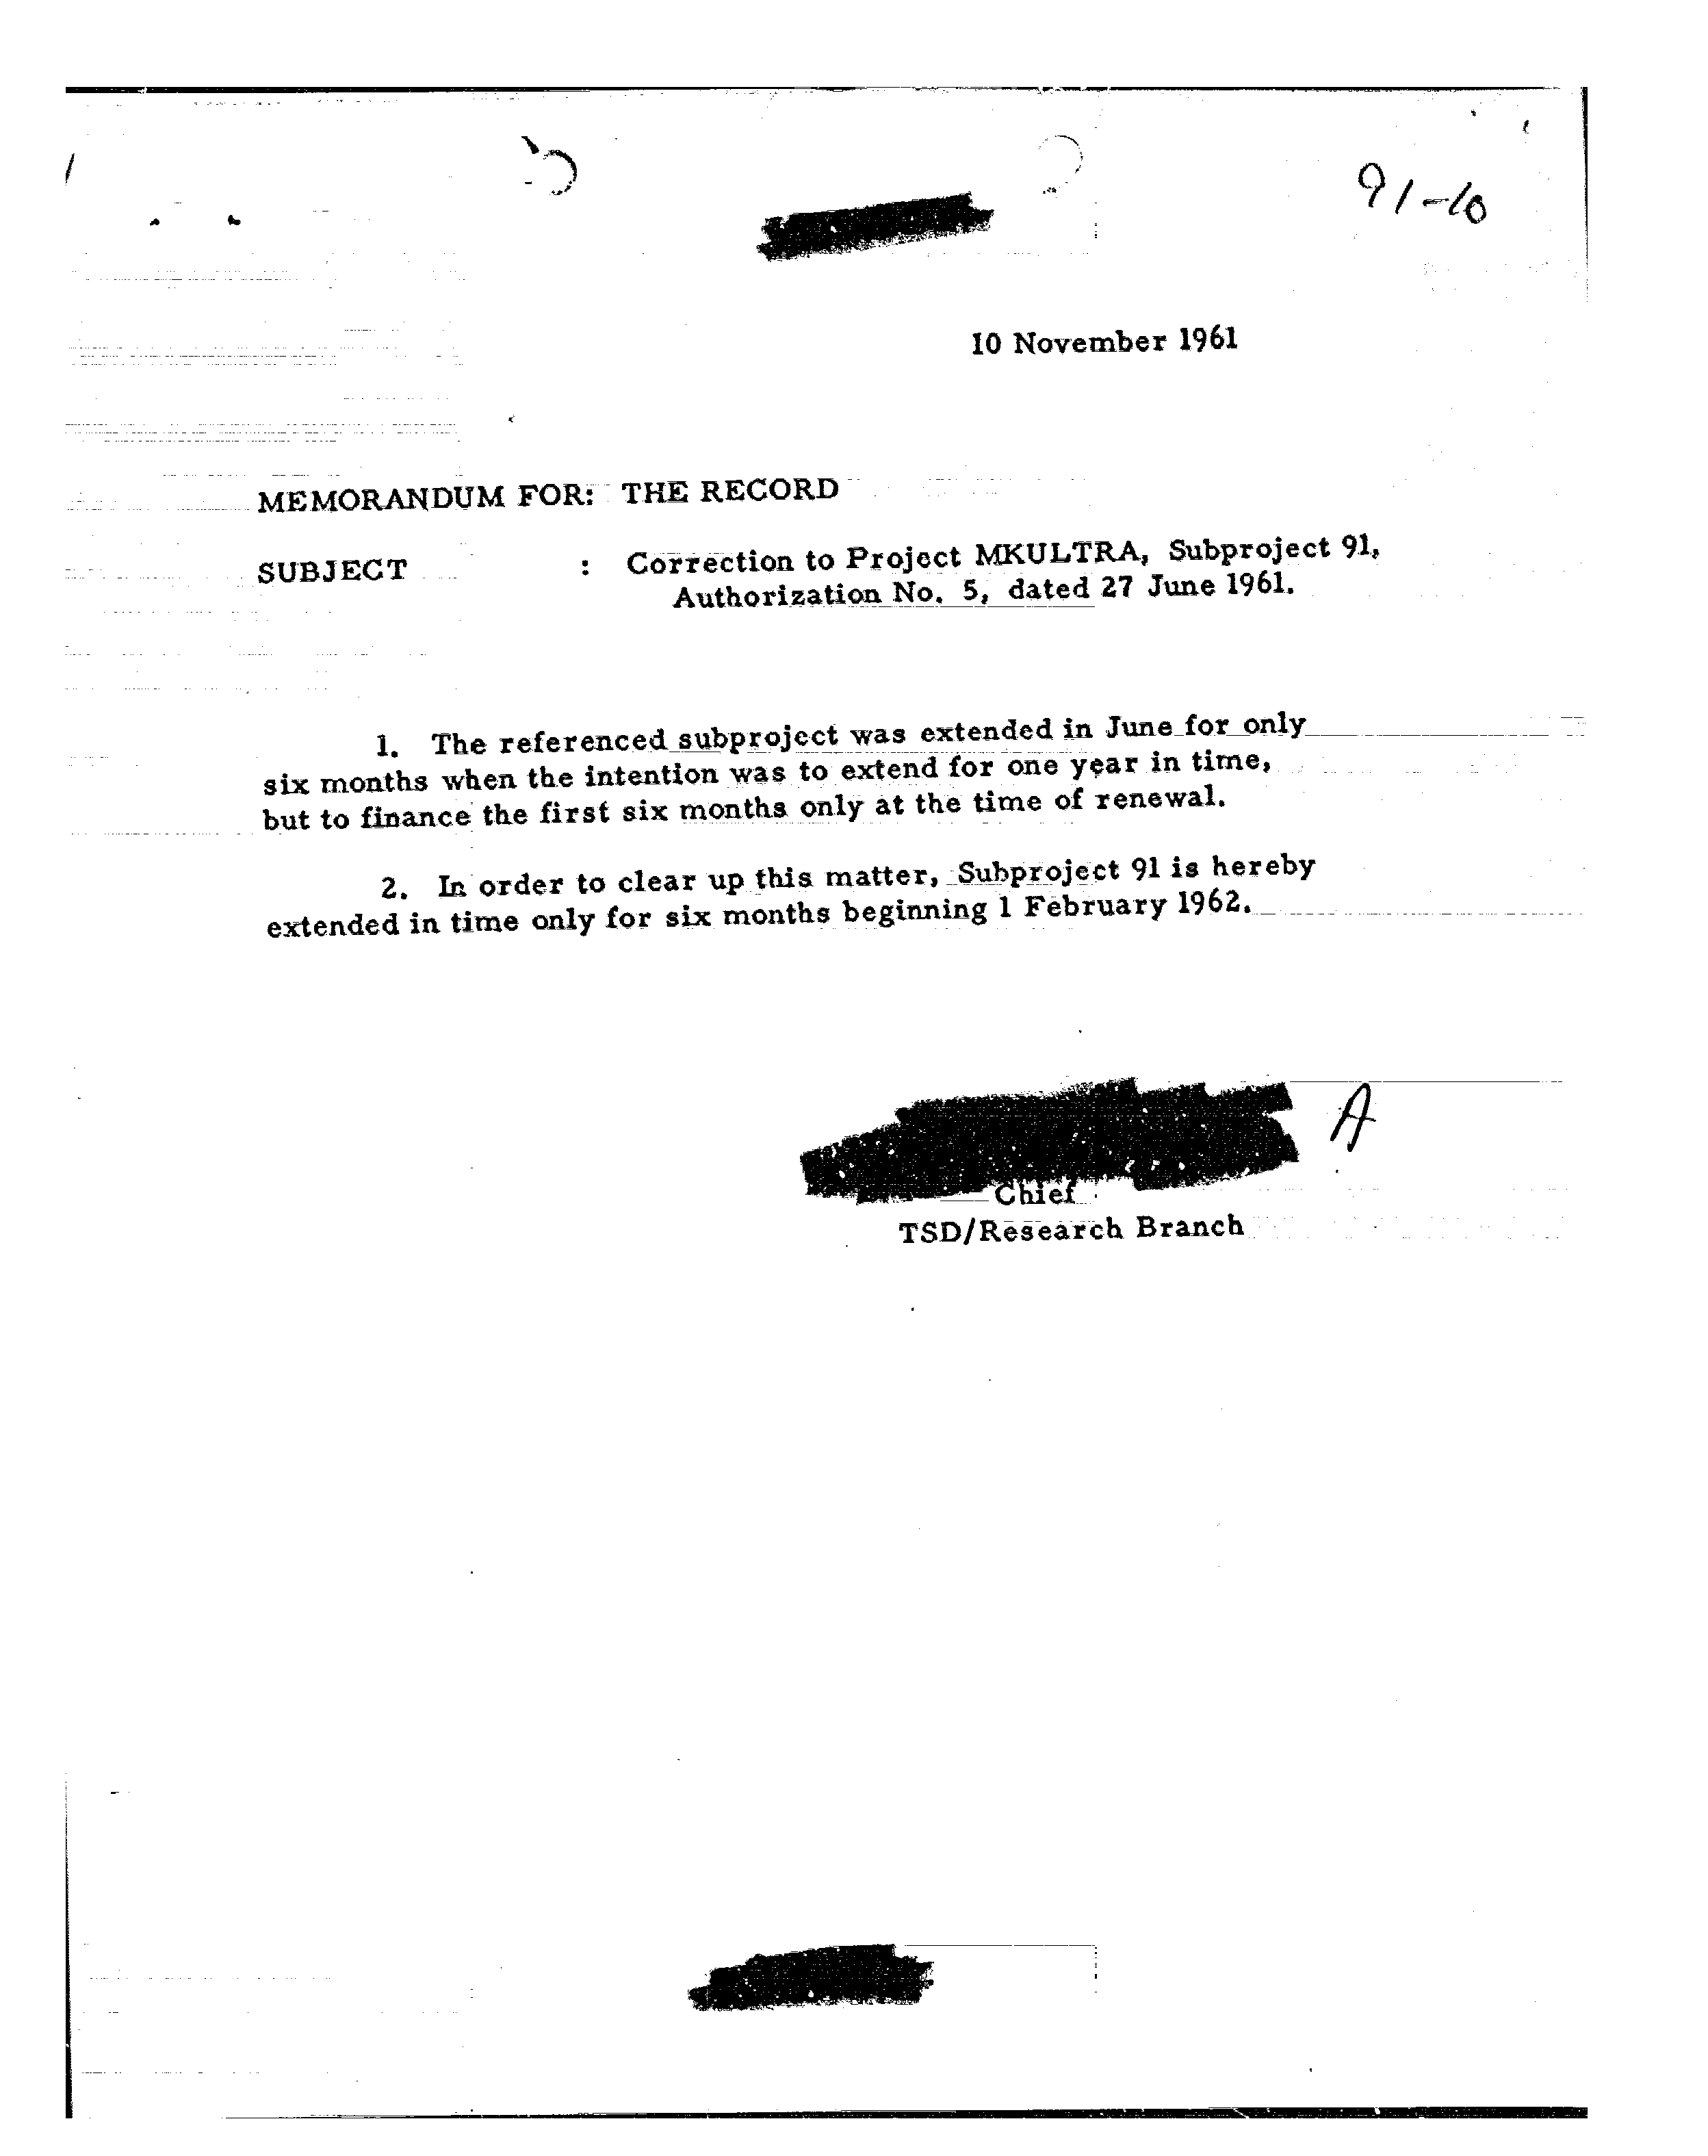 91-10
10 November 1961
MEMORANDUM FOR: THE RECORD
SUBJECT : Correction to Project MKULTRA, Subproject 91,
Authorization No. 5, dated 27 June 1961.
1. The referenced subproject was extended in June for only
six months when the intention was to extend for one year in time,
but to finance the first six months only at the time of renewal.
2. In order to clear up this matter, Subproject 91 is hereby
extended in time only for six months beginning 1 February 1962.
A
Chief
TSD/Research Branch